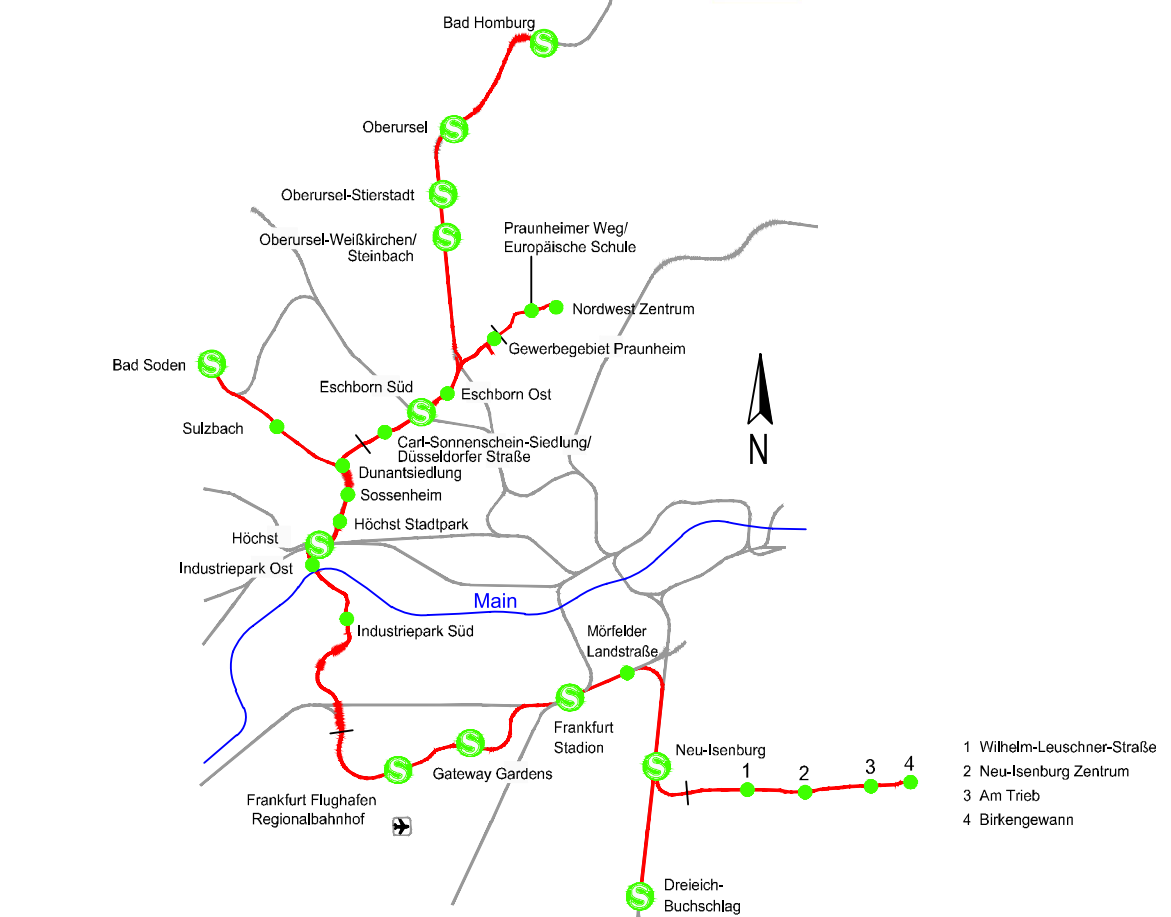 Bad Homburg
S
Oberursel
S
Oberursel-Stierstadt
S
Oberursel-Weißkirchen/
Steinbach
S
Praunheimer Weg/
Europäische Schule
Nordwest Zentrum
Gewerbegebiet Praunheim
Bad Soden
S
Eschborn Süd
S
Eschborn Ost
Sulzbach
Carl-Sonnenschein-Siedlung/
Düsseldorfer Straße
Dunantsiedlung
N
Sossenheim
Höchst Stadtpark
Höchst
S
Industriepark Ost
Main
Industriepark Süd
Mörfelder
Landstraße
S
Frankfurt
Stadion
S
Gateway Gardens
S
Frankfurt Flughafen
Regionalbahnhof
Neu-Isenburg
S
1
2
3
4
1 Wilhelm-Leuschner-Straße
2 Neu-Isenburg Zentrum
3 Am Trieb
4 Birkengewann
S
Dreieich-
Buchschlag